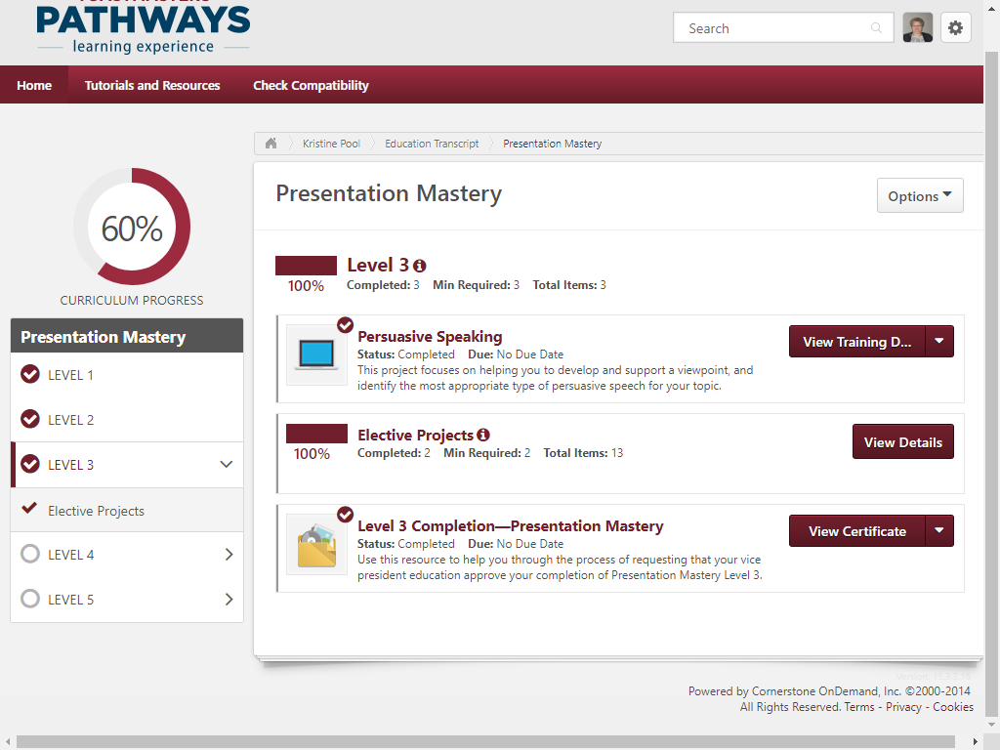 PATHWAYS
learning experience
Search
Home
Tutorials and Resources
Check Compatibility
Kristine Pool
Education Transcript
Presentation Mastery
60%
CURRICULUM PROGRESS
Presentation Mastery
LEVEL 1
LEVEL 2
LEVEL 3
Elective Projects
LEVEL 4
LEVEL 5
Presentation Mastery
Options
Level 3
100%
Completed: 3 Min Required: 3 Total Items: 3
Persuasive Speaking
Status: Completed Due: No Due Date
This project focuses on helping you to develop and support a viewpoint, and
identify the most appropriate type of persuasive speech for your topic.
View Training D...
Elective Projects
100%
Completed: 2 Min Required: 2 Total Items: 13
View Details
Level 3 Completion—Presentation Mastery
Status: Completed Due: No Due Date
Use this resource to help you through the process of requesting that your vice
president education approve your completion of Presentation Mastery Level 3.
View Certificate
Powered by Cornerstone OnDemand, Inc. ©2000-2014
All Rights Reserved. Terms - Privacy - Cookies